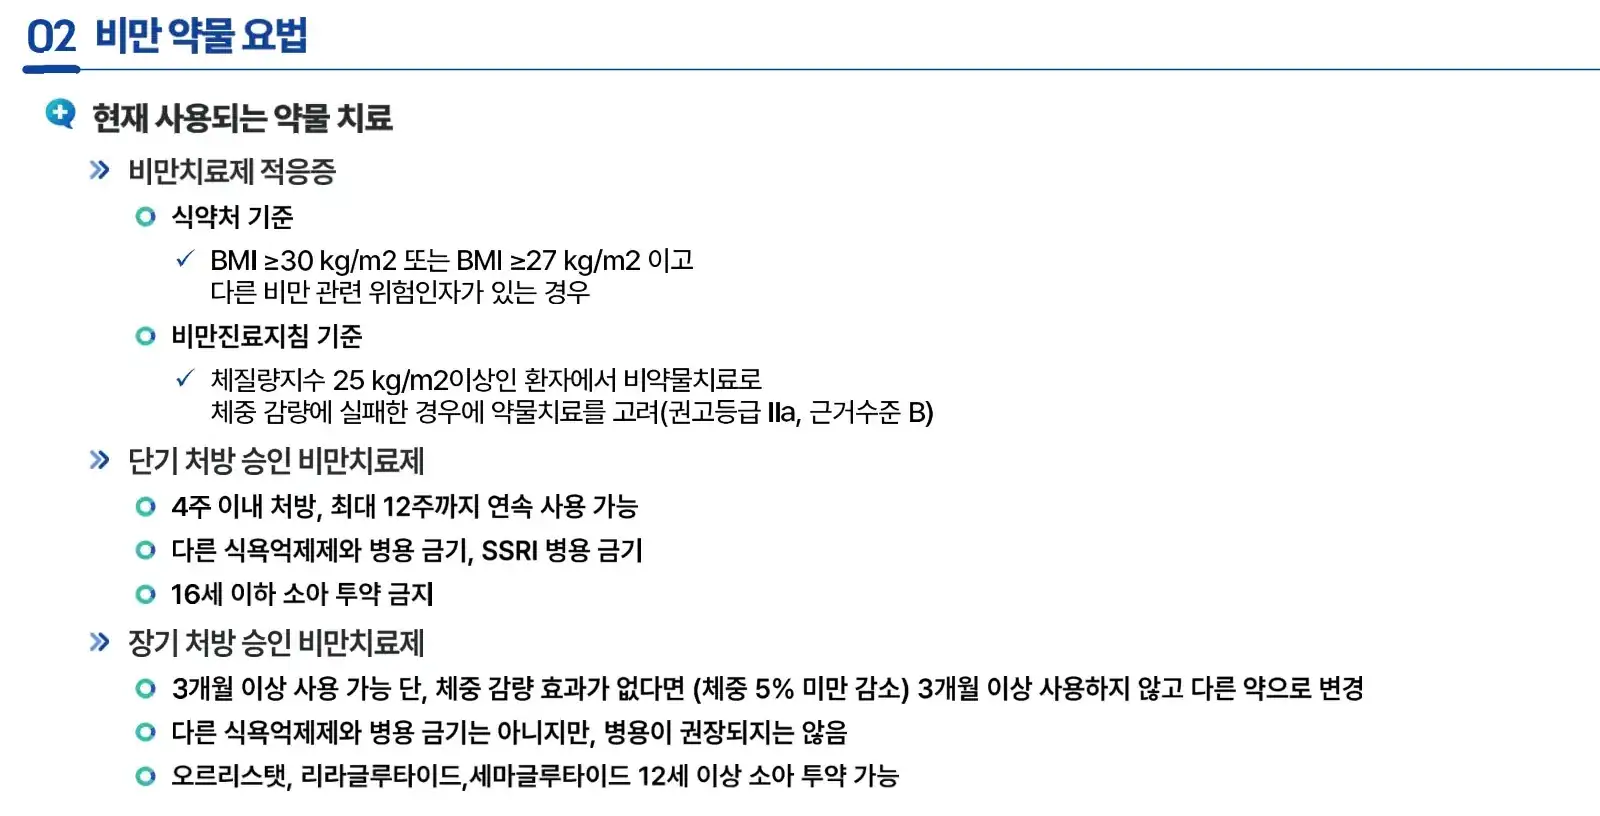 02 비만 약물 요법
현재 사용되는 약물 치료
비만치료제 적응증
식약처 기준
BMI ≥30 kg/m2 또는 BMI ≥27 kg/m2 이고
다른 비만 관련 위험인자가 있는 경우
비만진료지침 기준
체질량지수 25 kg/m2이상인 환자에서 비약물치료로
체중 감량에 실패한 경우에 약물치료를 고려(권고등급 IIa, 근거수준 B)
단기 처방 승인 비만치료제
4주 이내 처방, 최대 12주까지 연속 사용 가능
다른 식욕억제제와 병용 금기, SSRI 병용 금기
16세 이하 소아 투약 금지
장기 처방 승인 비만치료제
3개월 이상 사용 가능 단, 체중 감량 효과가 없다면 (체중 5% 미만 감소) 3개월 이상 사용하지 않고 다른 약으로 변경
다른 식욕억제제와 병용 금기는 아니지만, 병용이 권장되지는 않음
오르리스탯, 리라글루타이드,세마글루타이드 12세 이상 소아 투약 가능